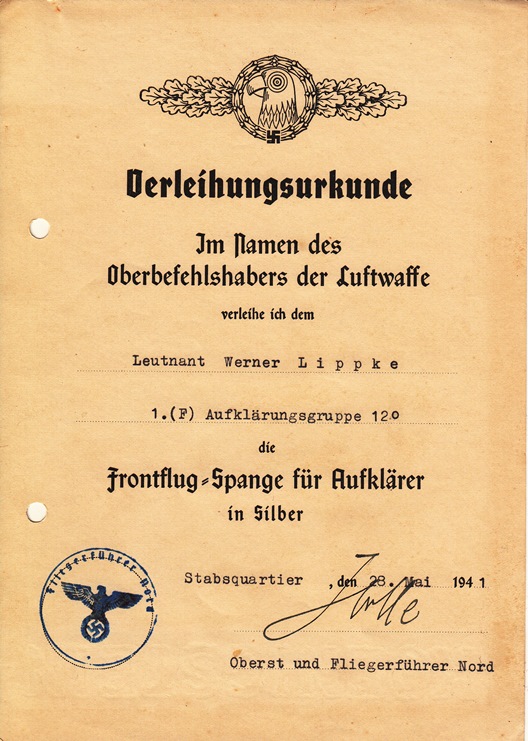 Verleihungsurkunde
Im Namen des
Oberbefehlshabers der Luftwaffe
verleihe ich dem
Leutnant Werner Lippke
1.(F) Aufklärungsgruppe 120
die
Frontflug-Spange für Aufklärer
in Silber
Fliegerführer Nord
Stabsquartier, den 28. Mai 1941
Oberst und Fliegerführer Nord